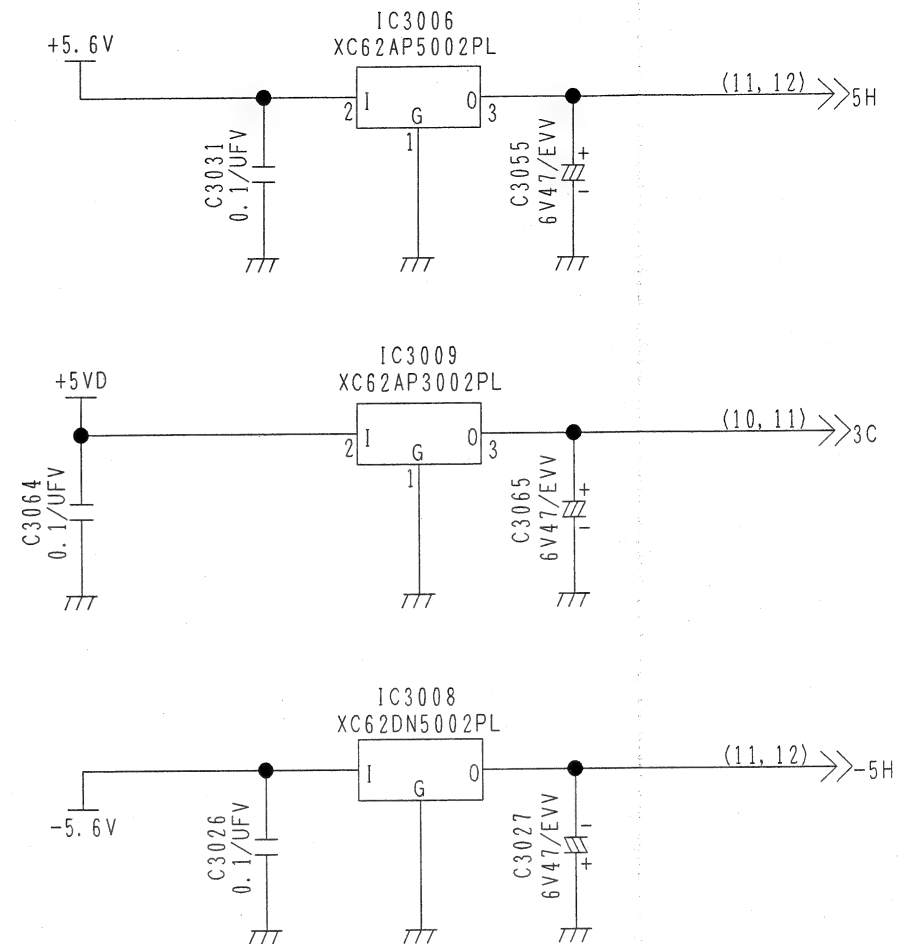 IC3006
XC62AP5002PL
+5.6V
2
I
O
3
G
1
(11,12)
5H
C3031
0.1/UFV
C3055
6V47/EVV
+
-
IC3009
XC62AP3002PL
+5VD
2
I
O
3
G
1
(10,11)
3C
C3064
0.1/UFV
C3065
6V47/EVV
+
-
IC3008
XC62DN5002PL
-5.6V
I
O
G
(11,12)
-5H
C3026
0.1/UFV
C3027
6V47/EVV
-
+